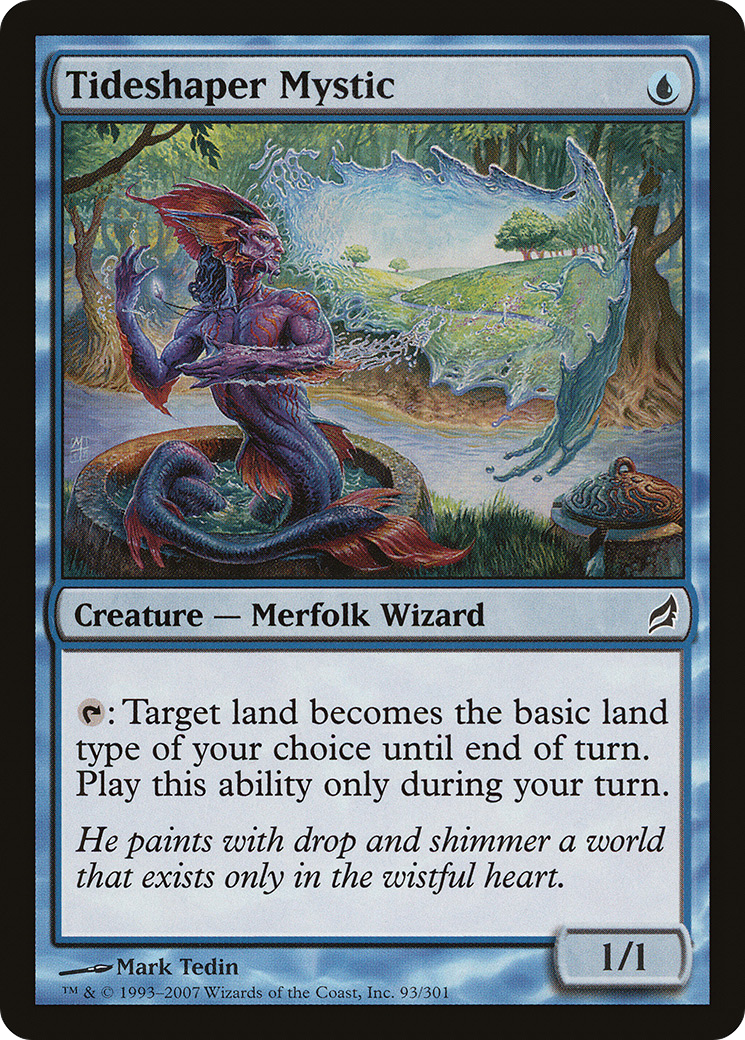 Tideshaper Mystic
Creature — Merfolk Wizard
: Target land becomes the basic land
type of your choice until end of turn.
Play this ability only during your turn.
He paints with drop and shimmer a world
that exists only in the wistful heart.
1/1
Mark Tedin
™ & © 1993–2007 Wizards of the Coast, Inc. 93/301